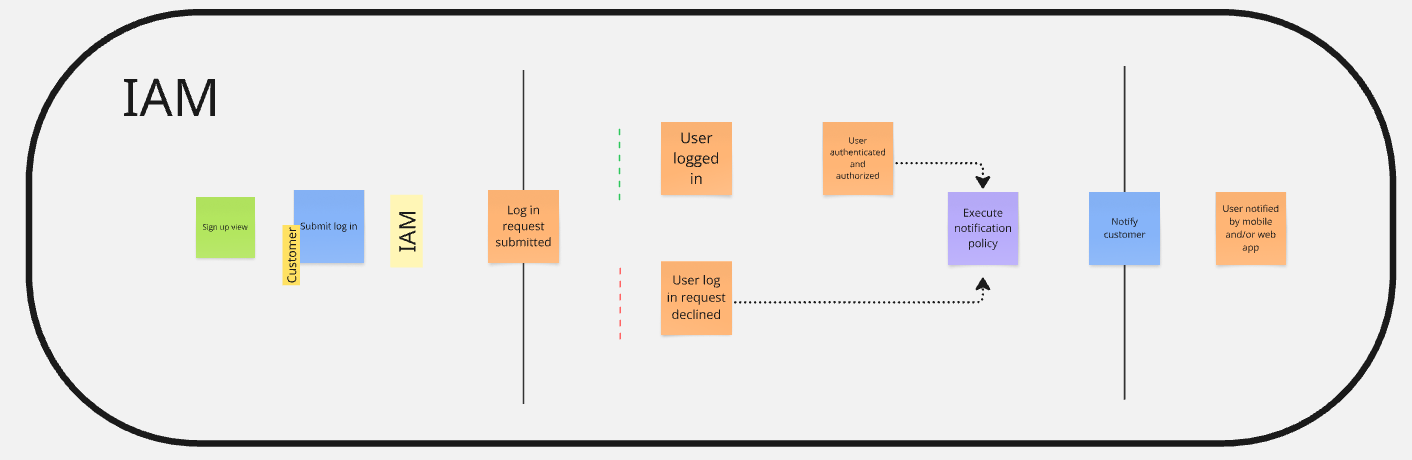 IAM
Sign up view
Customer
Submit log in
IAM
Log in
request
submitted
User
logged
in
User log
in request
declined
User
authenticated
and
authorized
Execute
notification
policy
Notify
customer
User notified
by mobile
and/or web
app